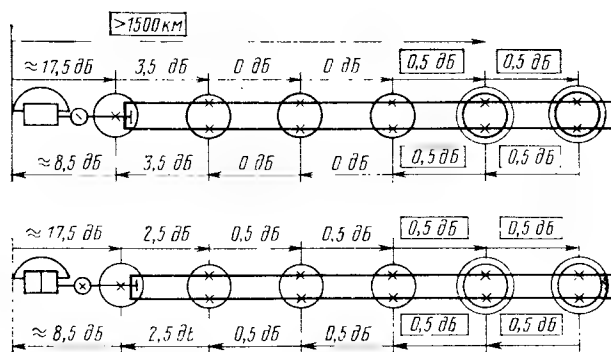 >1500 км
≈ 17,5 дБ 3,5 дБ 0 дБ 0 дБ 0,5 дБ 0,5 дБ
≈ 8,5 дБ 3,5 дБ 0 дБ 0 дБ 0,5 дБ 0,5 дБ
≈ 17,5 дБ 2,5 дБ 0,5 дБ 0,5 дБ 0,5 дБ 0,5 дБ
≈ 8,5 дБ 2,5 дБ 0,5 дБ 0,5 дБ 0,5 дБ 0,5 дБ